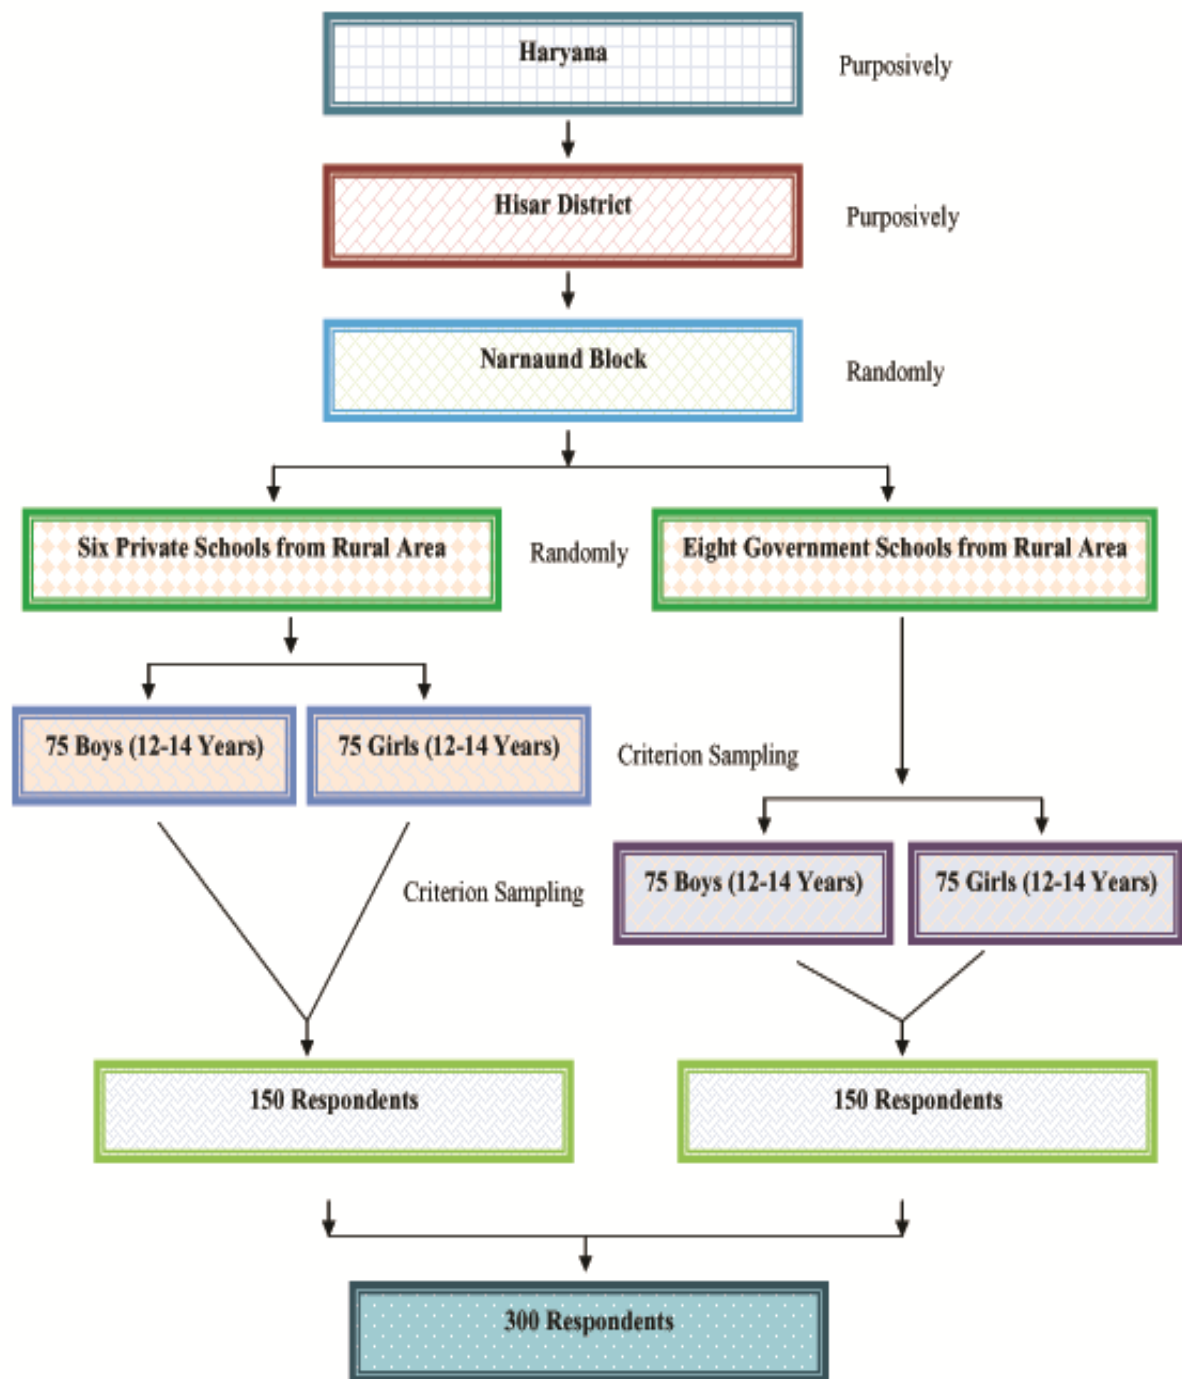 Haryana
Purposively
Hisar District
Purposively
Narnaund Block
Randomly
Six Private Schools from Rural Area
Randomly
Eight Government Schools from Rural Area
75 Boys (12-14 Years)
75 Girls (12-14 Years)
Criterion Sampling
Criterion Sampling
75 Boys (12-14 Years)
75 Girls (12-14 Years)
150 Respondents
150 Respondents
300 Respondents